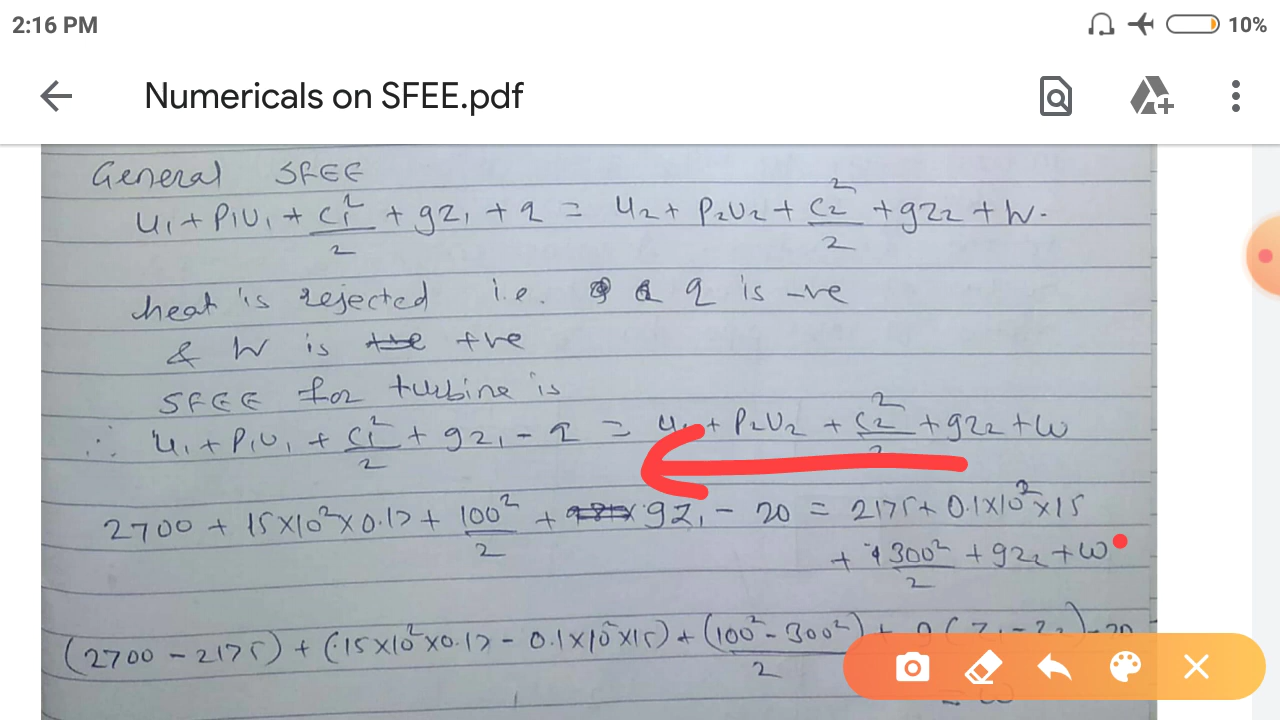 2:16 PM
10%
Numericals on SFEE.pdf
General SFEE
u₁ + P₁v₁ + c₁²/2 + gz₁ + q = u₂ + P₂v₂ + c₂²/2 + gz₂ + W.
heat is rejected i.e. q is -ve
& W is +ve
SFEE for turbine is
∴ u₁ + P₁v₁ + c₁²/2 + gz₁ - q = u₂ + P₂v₂ + c₂²/2 + gz₂ + W
2700 + 15×10²×0.17 + 100²/2 + gz₁ - 20 = 2175 + 0.1×10²×15
+ 300²/2 + gz₂ + W
(2700 - 2175) + (15×10²×0.17 - 0.1×10²×15) + (100² - 300²)/2 + g(z₁ - z₂) - 20
= W